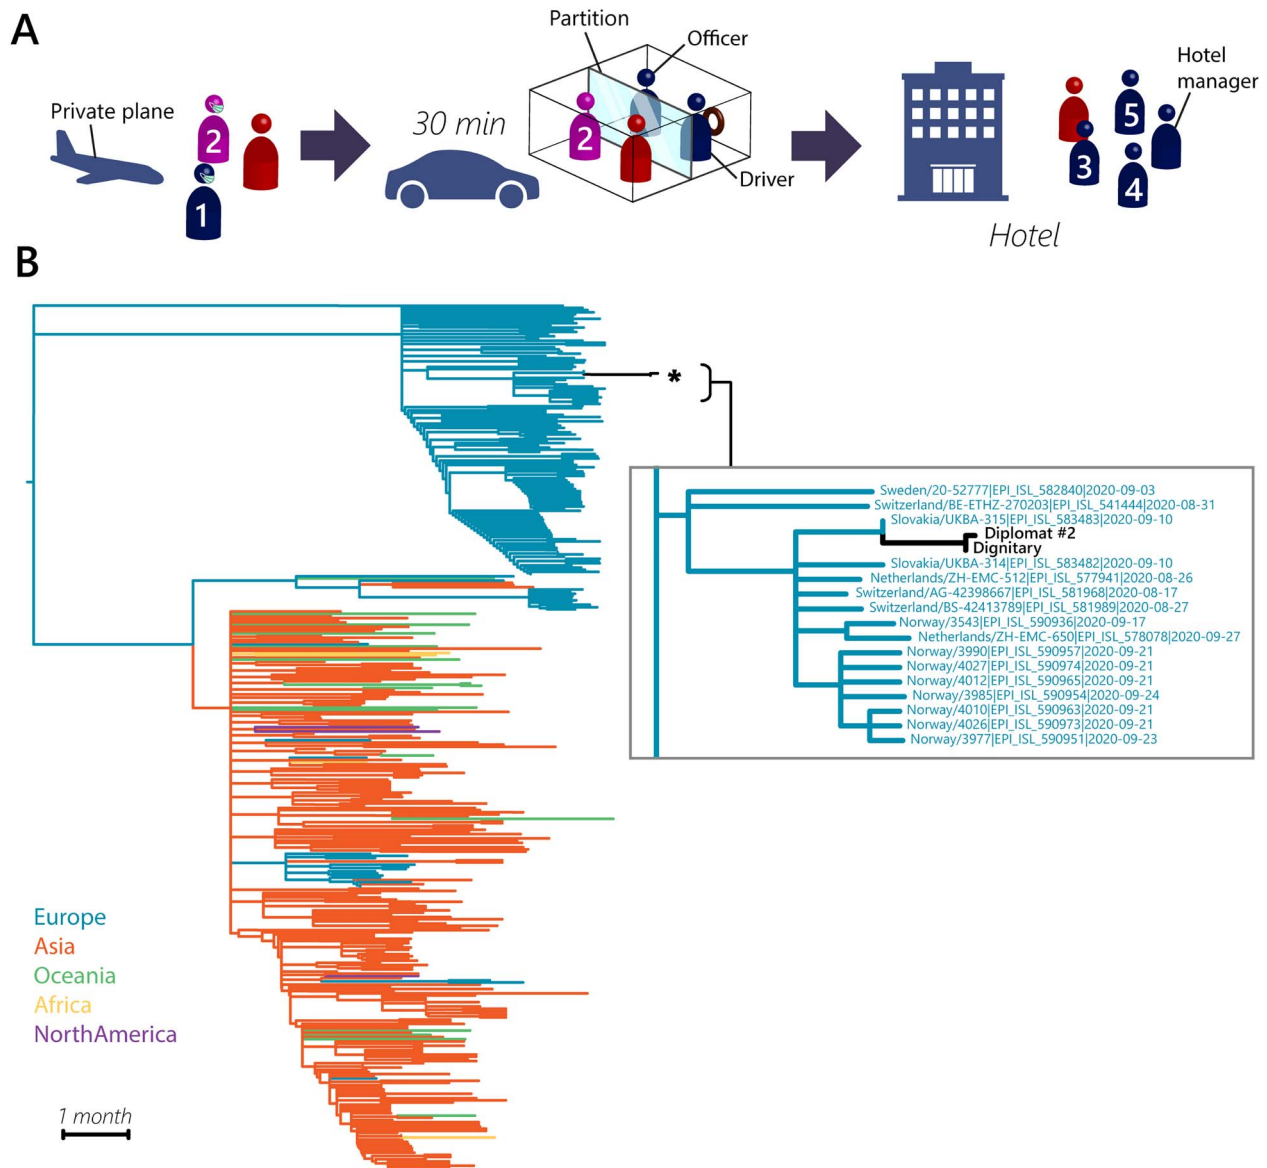 A
Private plane
2
1
30 min
Partition
Officer
2
Driver
Hotel
manager
5
3
4
Hotel
B
*
Sweden/20-52777|EPI_ISL_582840|2020-09-03
Switzerland/BE-ETHZ-270203|EPI_ISL_541444|2020-08-31
Slovakia/UKBA-315|EPI_ISL_583483|2020-09-10
Diplomat #2
Dignitary
Slovakia/UKBA-314|EPI_ISL_583482|2020-09-10
Netherlands/ZH-EMC-512|EPI_ISL_577941|2020-08-26
Switzerland/AG-42398667|EPI_ISL_581968|2020-08-17
Switzerland/BS-42413789|EPI_ISL_581989|2020-08-27
Norway/3543|EPI_ISL_590936|2020-09-17
Netherlands/ZH-EMC-650|EPI_ISL_578078|2020-09-27
Norway/3990|EPI_ISL_590957|2020-09-21
Norway/4027|EPI_ISL_590974|2020-09-21
Norway/4012|EPI_ISL_590965|2020-09-21
Norway/3985|EPI_ISL_590954|2020-09-24
Norway/4010|EPI_ISL_590963|2020-09-21
Norway/4026|EPI_ISL_590973|2020-09-21
Norway/3977|EPI_ISL_590951|2020-09-23
Europe
Asia
Oceania
Africa
NorthAmerica
1 month